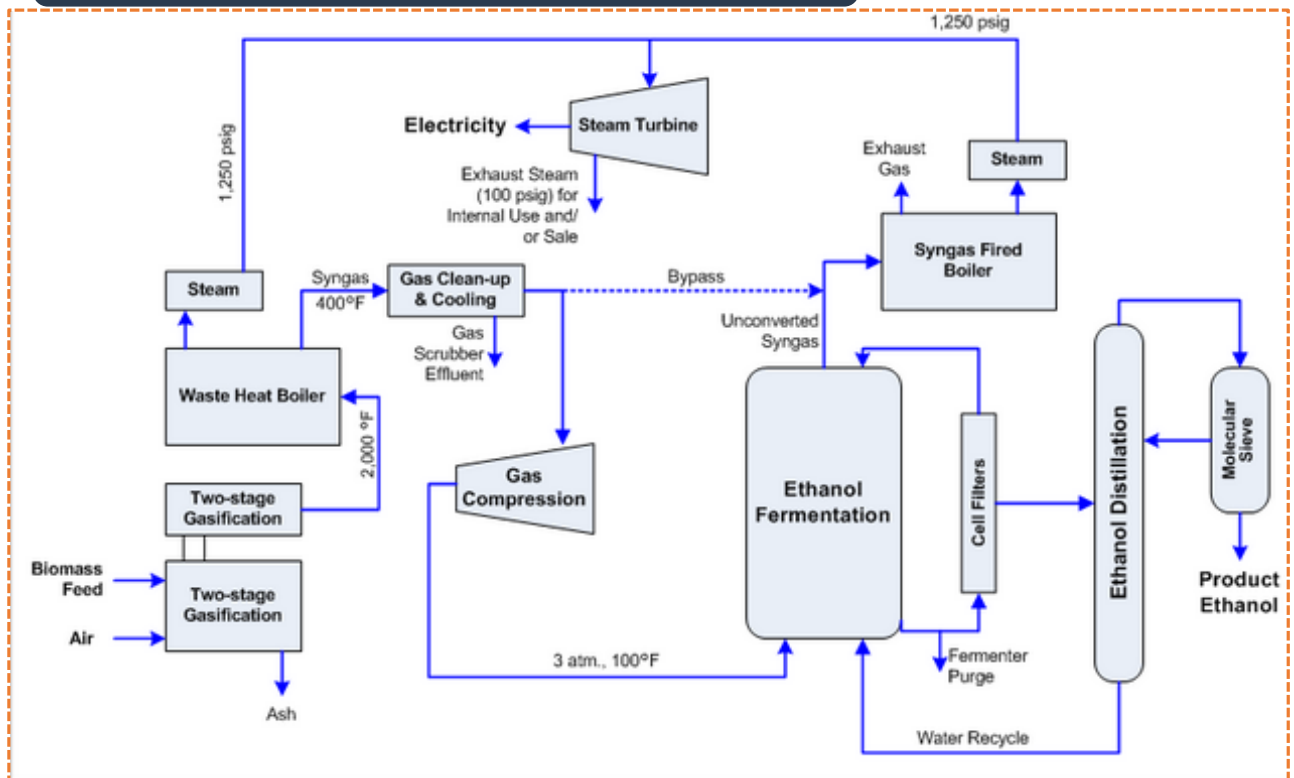 1,250 psig
1,250 psig
Electricity
Steam Turbine
Exhaust Steam
(100 psig) for
Internal Use and/
or Sale
Exhaust
Gas
Steam
Syngas Fired
Boiler
Steam
Syngas
400°F
Gas Clean-up
& Cooling
Bypass
Unconverted
Syngas
Gas
Scrubber
Effluent
Waste Heat Boiler
2,000 °F
Two-stage
Gasification
Gas
Compression
Ethanol
Fermentation
Cell Filters
Ethanol Distillation
Molecular
Sieve
Biomass
Feed
Two-stage
Gasification
Air
Product
Ethanol
3 atm., 100°F
Fermenter
Purge
Ash
Water Recycle